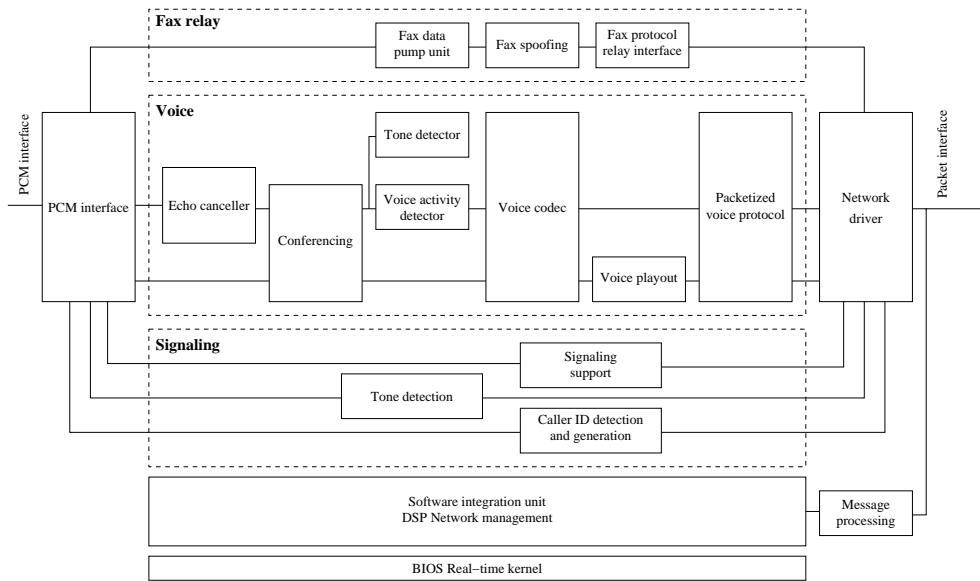 Fax relay
Fax data
pump unit
Fax spoofing
Fax protocol
relay interface
Voice
PCM interface
PCM interface
Echo canceller
Conferencing
Tone detector
Voice activity
detector
Voice codec
Voice playout
Packetized
voice protocol
Network
driver
Packet interface
Signaling
Signaling
support
Tone detection
Caller ID detection
and generation
Software integration unit
DSP Network management
Message
processing
BIOS Real−time kernel